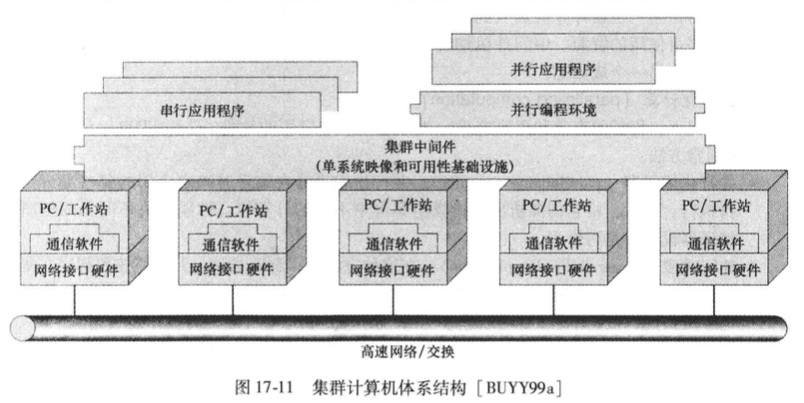 并行应用程序
串行应用程序
并行编程环境
集群中间件
(单系统映像和可用性基础设施)
PC/工作站
通信软件
网络接口硬件
PC/工作站
通信软件
网络接口硬件
PC/工作站
通信软件
网络接口硬件
PC/工作站
通信软件
网络接口硬件
PC/工作站
通信软件
网络接口硬件
高速网络/交换
图 17-11 集群计算机体系结构［BUYY99a］